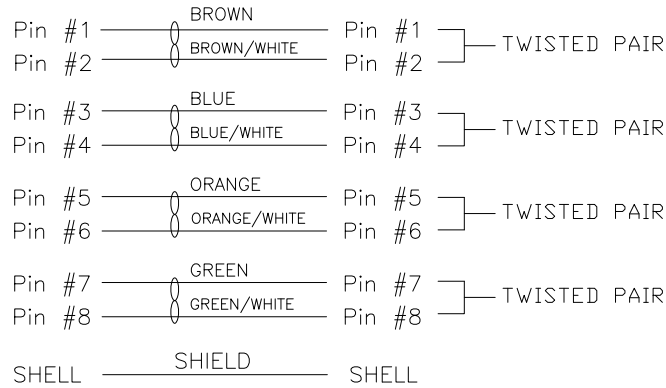 BROWN
Pin #1 Pin #1
BROWN/WHITE TWISTED PAIR
Pin #2 Pin #2
BLUE
Pin #3 Pin #3
BLUE/WHITE TWISTED PAIR
Pin #4 Pin #4
ORANGE
Pin #5 Pin #5
ORANGE/WHITE TWISTED PAIR
Pin #6 Pin #6
GREEN
Pin #7 Pin #7
GREEN/WHITE TWISTED PAIR
Pin #8 Pin #8
SHIELD
SHELL SHELL